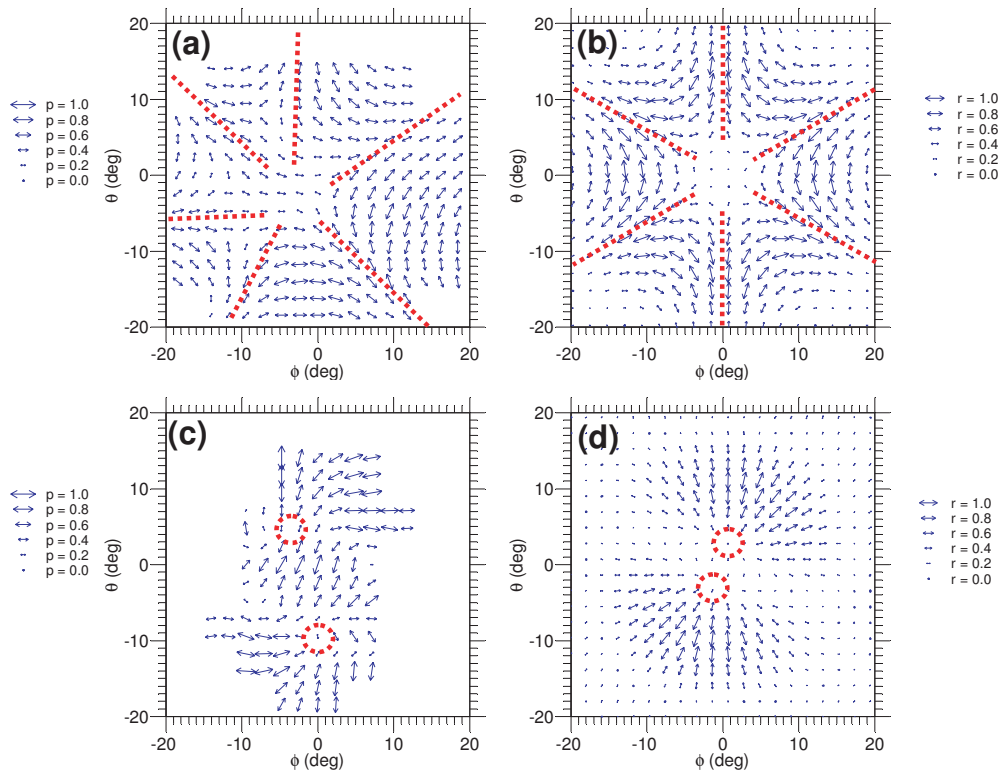 (a)
p = 1.0
p = 0.8
p = 0.6
p = 0.4
p = 0.2
p = 0.0
θ (deg)
20
10
0
-10
-20
-20 -10 0 10 20
ϕ (deg)
(b)
r = 1.0
r = 0.8
r = 0.6
r = 0.4
r = 0.2
r = 0.0
θ (deg)
20
10
0
-10
-20
-20 -10 0 10 20
ϕ (deg)
(c)
p = 1.0
p = 0.8
p = 0.6
p = 0.4
p = 0.2
p = 0.0
θ (deg)
20
10
0
-10
-20
-20 -10 0 10 20
ϕ (deg)
(d)
r = 1.0
r = 0.8
r = 0.6
r = 0.4
r = 0.2
r = 0.0
θ (deg)
20
10
0
-10
-20
-20 -10 0 10 20
ϕ (deg)